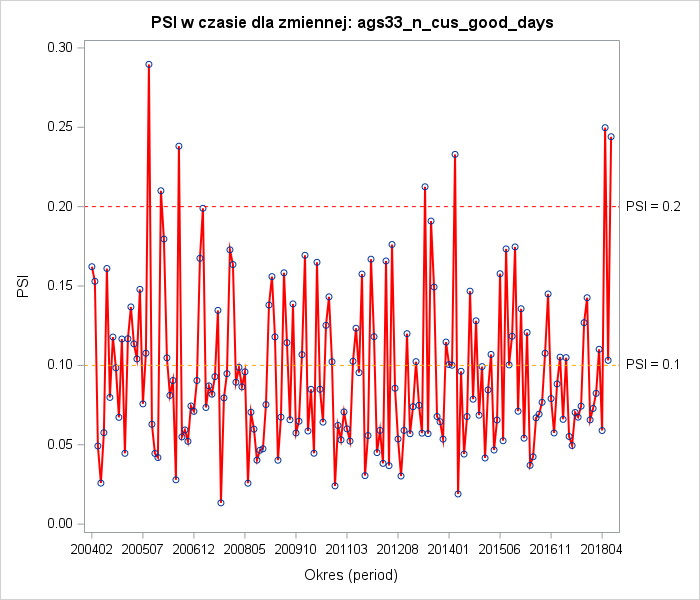 PSI w czasie dla zmiennej: ags33_n_cus_good_days
0.30
0.25
0.20
PSI = 0.2
0.15
PSI
0.10
PSI = 0.1
0.05
0.00
200402 200507 200612 200805 200910 201103 201208 201401 201506 201611 201804
Okres (period)